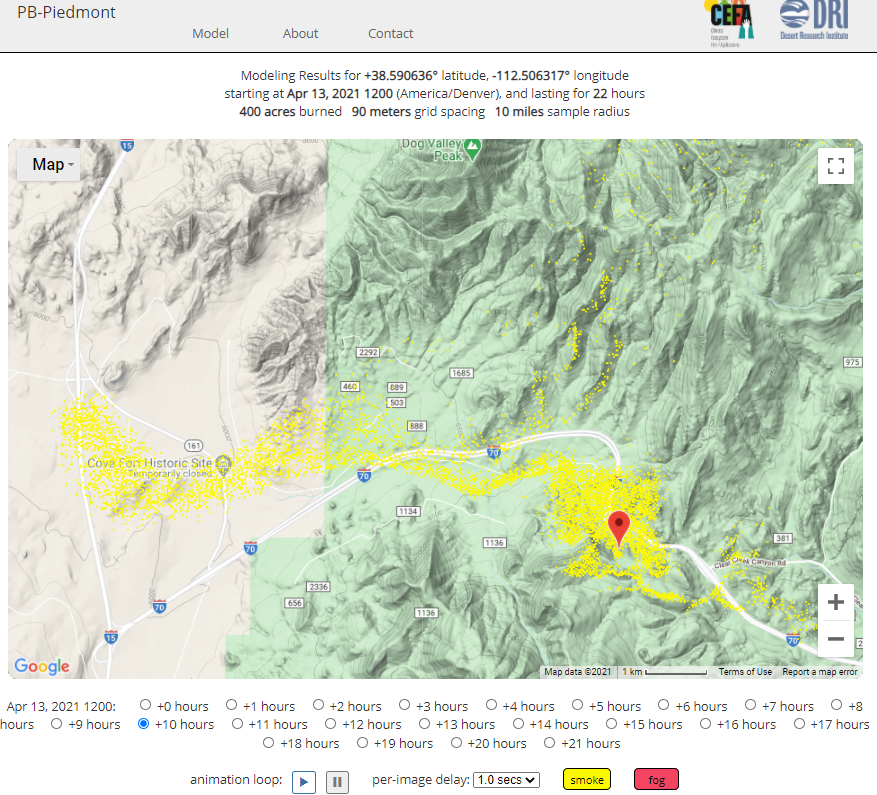 PB-Piedmont
Model About Contact
CEFA
DRI
Desert Research Institute
Modeling Results for +38.590636° latitude, -112.506317° longitude
starting at Apr 13, 2021 1200 (America/Denver), and lasting for 22 hours
400 acres burned 90 meters grid spacing 10 miles sample radius
Map
15
Dog Valley
Peak
2292
975
1685
460
889
503
888
161
70
Cove Fort Historic Site
Temporarily closed
70
1134
1136
70
381
Clear Creek Canyon Rd
2336
656
70
1136
15
70
Google
Map data ©2021 1 km Terms of Use Report a map error
Apr 13, 2021 1200: +0 hours +1 hours +2 hours +3 hours +4 hours +5 hours +6 hours +7 hours +8
hours +9 hours +10 hours +11 hours +12 hours +13 hours +14 hours +15 hours +16 hours +17 hours
+18 hours +19 hours +20 hours +21 hours
animation loop: per-image delay: 1.0 secs smoke fog